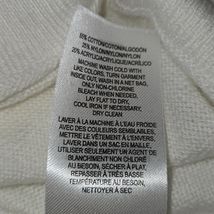 55% COTTON/COTON/ALGODÓN
25% NYLON/NYLON/NYLON
20% ACRYLIC/ACRYLIQUE/ACRÍLICO
MACHINE WASH COLD WITH
LIKE COLORS, TURN GARMENT
INSIDE OUT IN WASH BAG,
ONLY NON-CHLORINE
BLEACH WHEN NEEDED,
LAY FLAT TO DRY,
COOL IRON IF NECESSARY,
DRY CLEAN
LAVER À LA MACHINE À L'EAU FROIDE
AVEC COULEURS SEMBLABLES,
METTRE LE VÊTEMENT À L'ENVERS
LAVER DANS UN SAC À MAILLE,
UTILISER SEULEMENT UN AGENT DE
BLANCHIMENT NON CHLORÉ
AU BESOIN, SÉCHER À PLAT,
REPASSER À TRÈS BASSE
TEMPÉRATURE AU BESOIN,
NETTOYER À SEC